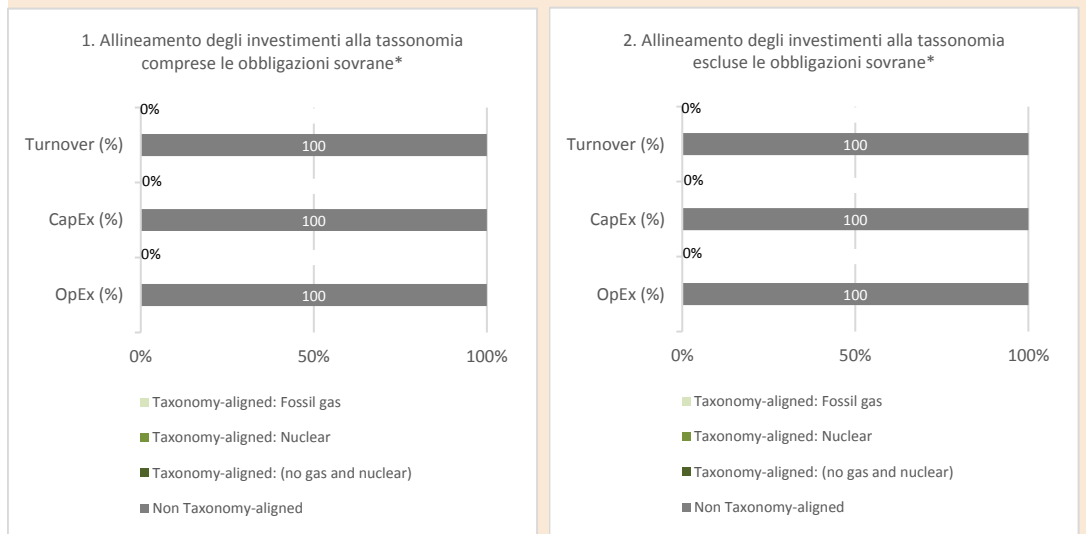 1. Allineamento degli investimenti alla tassonomia
comprese le obbligazioni sovrane*
0%
Turnover (%)
100
0%
CapEx (%)
100
0%
OpEx (%)
100
0%
50%
100%
Taxonomy-aligned: Fossil gas
Taxonomy-aligned: Nuclear
Taxonomy-aligned: (no gas and nuclear)
Non Taxonomy-aligned
2. Allineamento degli investimenti alla tassonomia
escluse le obbligazioni sovrane*
0%
Turnover (%)
100
0%
CapEx (%)
100
0%
OpEx (%)
100
0%
50%
100%
Taxonomy-aligned: Fossil gas
Taxonomy-aligned: Nuclear
Taxonomy-aligned: (no gas and nuclear)
Non Taxonomy-aligned